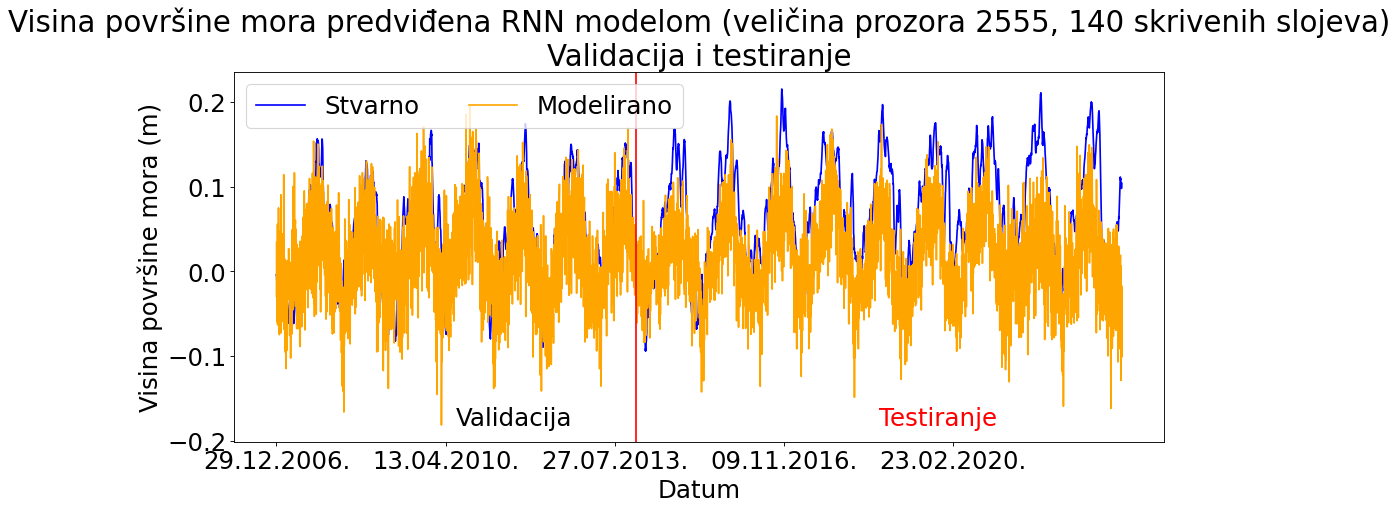 Visina površine mora predviđena RNN modelom (veličina prozora 2555, 140 skrivenih slojeva)
Validacija i testiranje
Stvarno
Modelirano
Visina površine mora (m)
0.2
0.1
0.0
−0.1
−0.2
Validacija
Testiranje
29.12.2006.
13.04.2010.
27.07.2013.
09.11.2016.
23.02.2020.
Datum